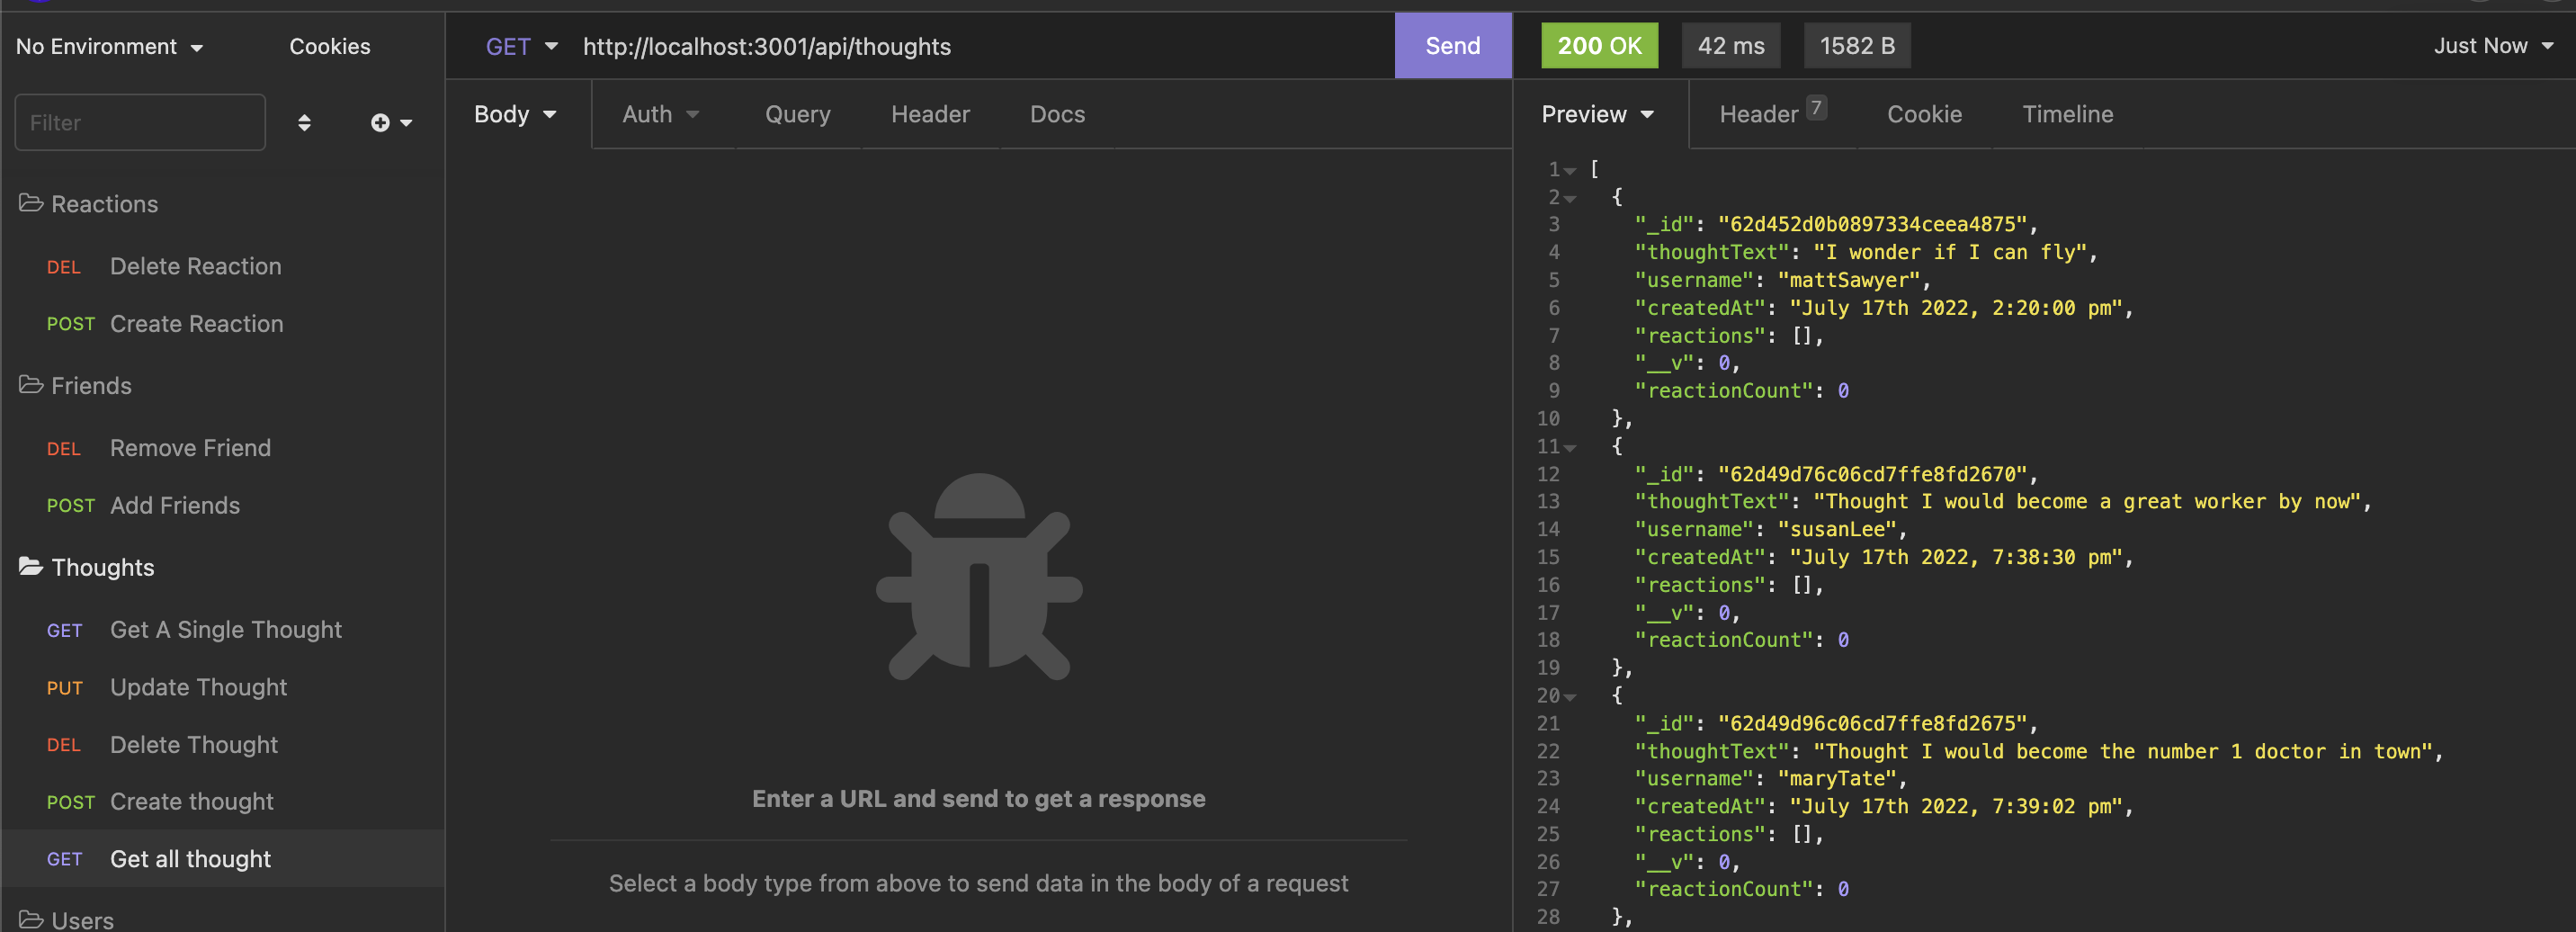 No Environment
Cookies
Filter
Reactions
DEL Delete Reaction
POST Create Reaction
Friends
DEL Remove Friend
POST Add Friends
Thoughts
GET Get A Single Thought
PUT Update Thought
DEL Delete Thought
POST Create thought
GET Get all thought
Users
GET http://localhost:3001/api/thoughts Send
Body Auth Query Header Docs
Enter a URL and send to get a response
Select a body type from above to send data in the body of a request
200 OK 42 ms 1582 B Just Now
Preview Header 7 Cookie Timeline
1 [
2 {
3 "_id": "62d452d0b0897334ceea4875",
4 "thoughtText": "I wonder if I can fly",
5 "username": "mattSawyer",
6 "createdAt": "July 17th 2022, 2:20:00 pm",
7 "reactions": [],
8 "__v": 0,
9 "reactionCount": 0
10 },
11 {
12 "_id": "62d49d76c06cd7ffe8fd2670",
13 "thoughtText": "Thought I would become a great worker by now",
14 "username": "susanLee",
15 "createdAt": "July 17th 2022, 7:38:30 pm",
16 "reactions": [],
17 "__v": 0,
18 "reactionCount": 0
19 },
20 {
21 "_id": "62d49d96c06cd7ffe8fd2675",
22 "thoughtText": "Thought I would become the number 1 doctor in town",
23 "username": "maryTate",
24 "createdAt": "July 17th 2022, 7:39:02 pm",
25 "reactions": [],
26 "__v": 0,
27 "reactionCount": 0
28 },